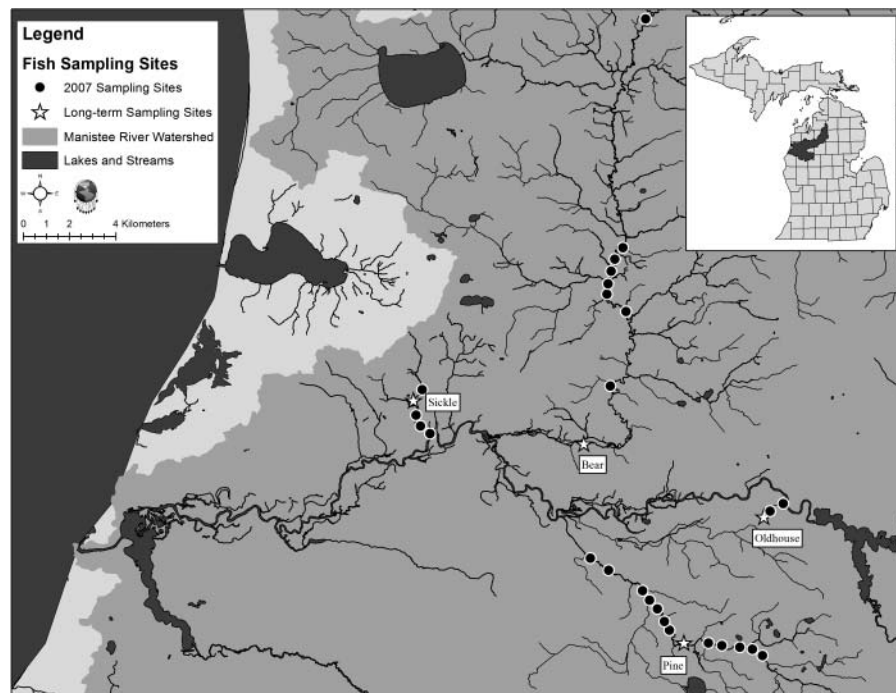 Legend
Fish Sampling Sites
2007 Sampling Sites
Long-term Sampling Sites
Manistee River Watershed
Lakes and Streams
N
W E
S
0 1 2 4 Kilometers
Sickle
Bear
Oldhouse
Pine